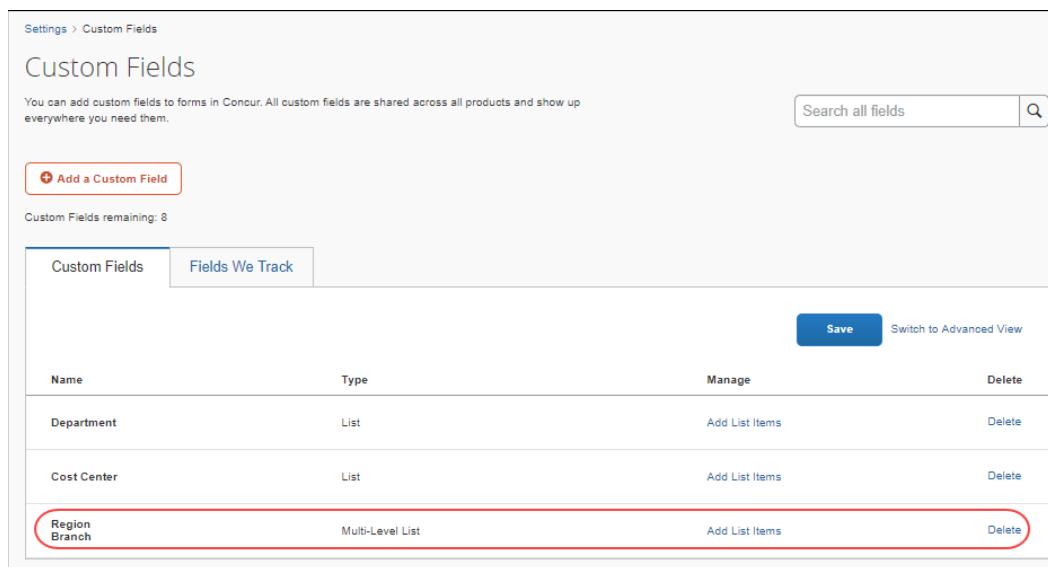 Settings > Custom Fields
Custom Fields
You can add custom fields to forms in Concur. All custom fields are shared across all products and show up
everywhere you need them.
Search all fields
Add a Custom Field
Custom Fields remaining: 8
Custom Fields Fields We Track
Save Switch to Advanced View
Name Type Manage Delete
Department List Add List Items Delete
Cost Center List Add List Items Delete
Region
Branch Multi-Level List Add List Items Delete